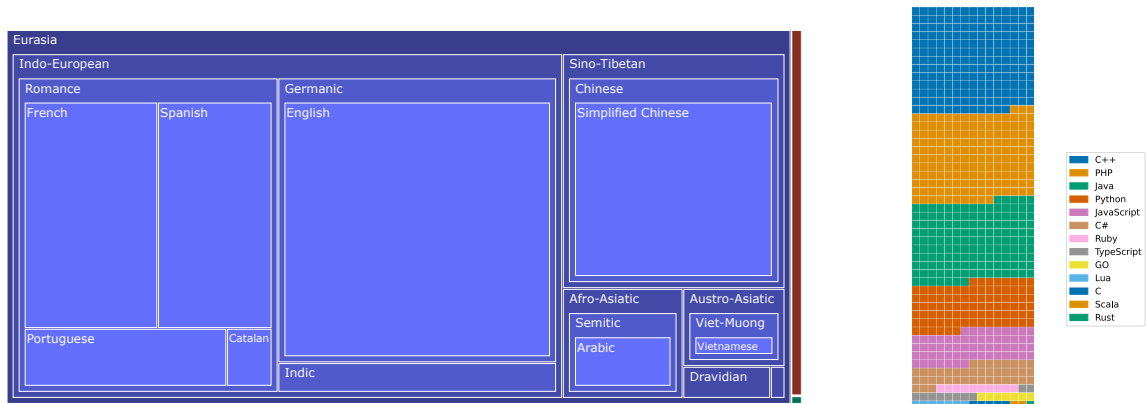 Eurasia
Indo-European
Sino-Tibetan
Romance
Germanic
Chinese
French
Spanish
English
Simplified Chinese
Afro-Asiatic
Austro-Asiatic
Semitic
Viet-Muong
Arabic
Vietnamese
Portuguese
Catalan
Indic
Dravidian
C++
PHP
Java
Python
JavaScript
C#
Ruby
TypeScript
GO
Lua
C
Scala
Rust